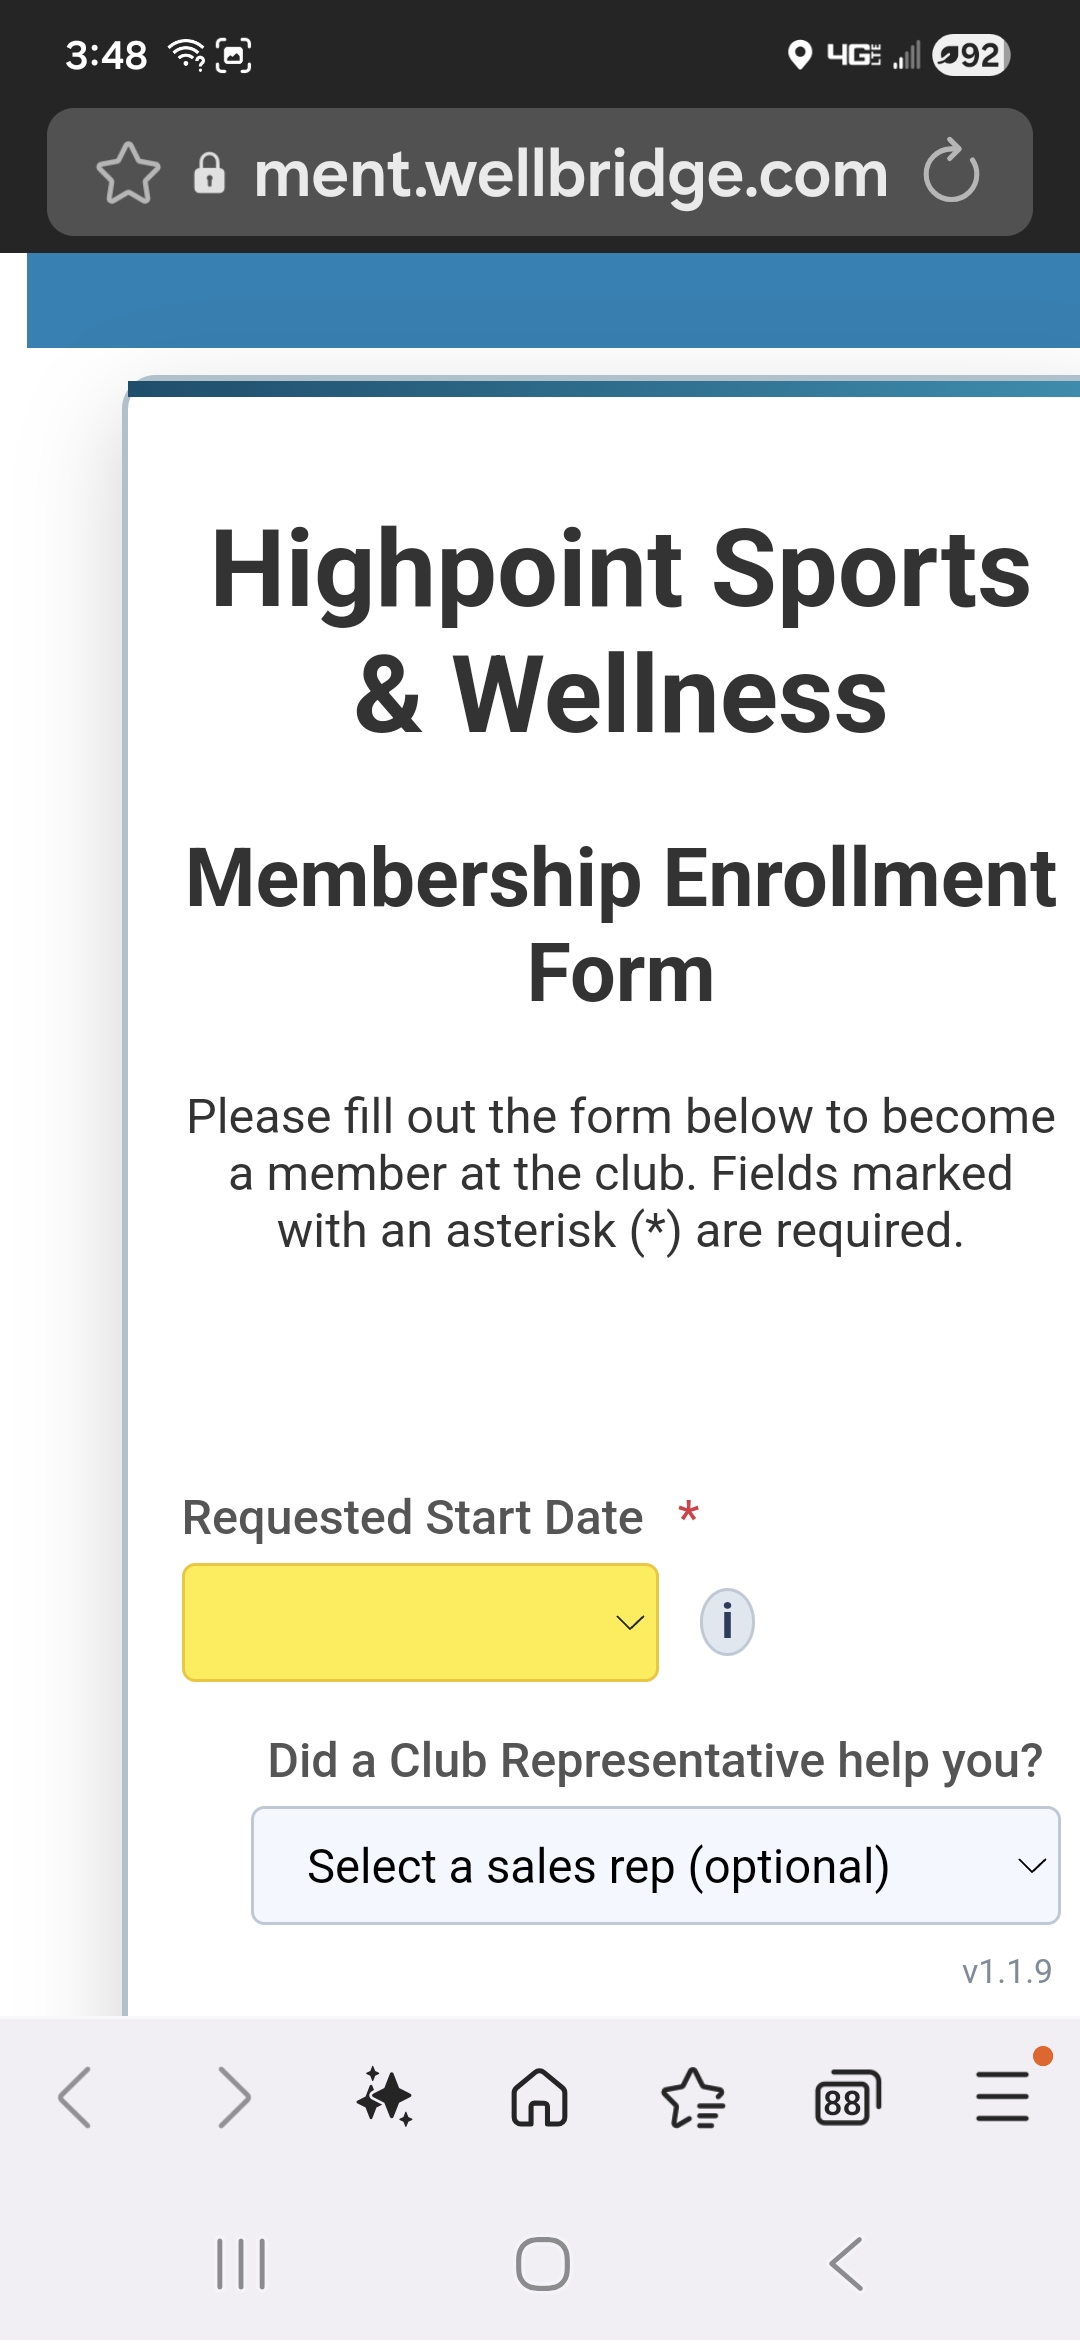 3:48
4G LTE 92
ment.wellbridge.com
Highpoint Sports
& Wellness
Membership Enrollment
Form
Please fill out the form below to become
a member at the club. Fields marked
with an asterisk (*) are required.
Requested Start Date *
i
Did a Club Representative help you?
Select a sales rep (optional)
v1.1.9
88